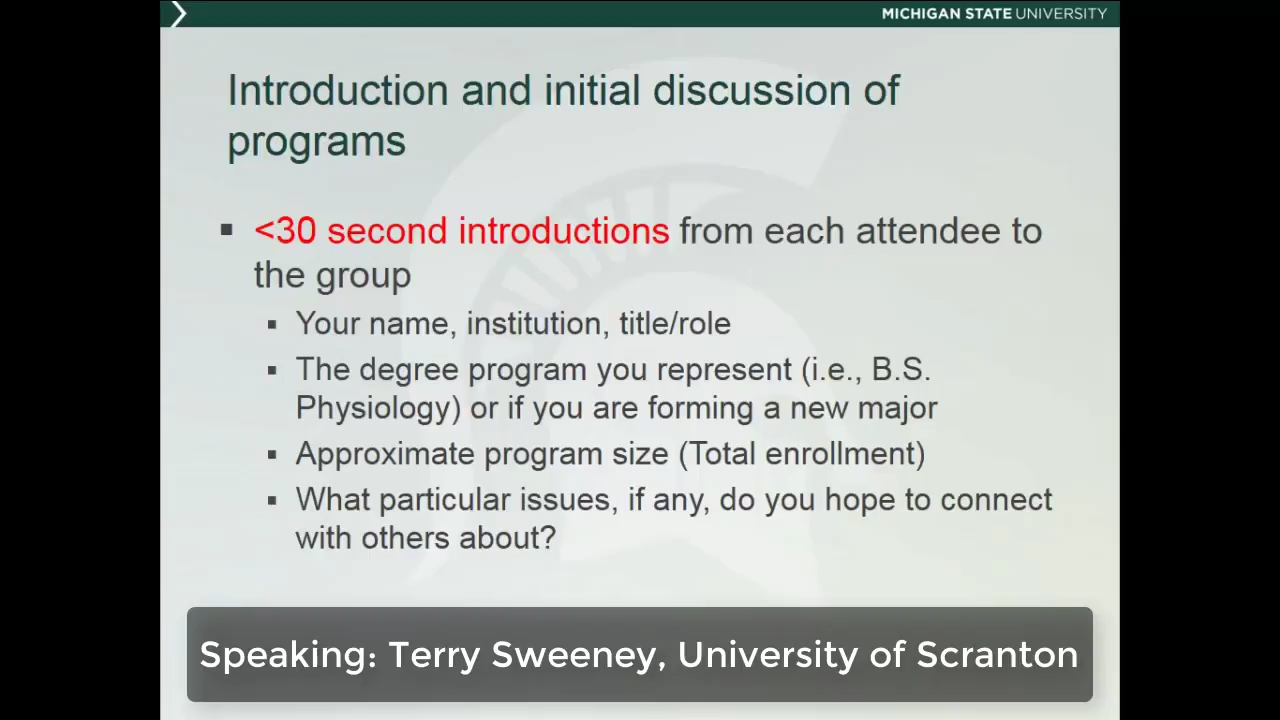 MICHIGAN STATE UNIVERSITY
Introduction and initial discussion of
programs
▪ <30 second introductions from each attendee to
the group
▪ Your name, institution, title/role
▪ The degree program you represent (i.e., B.S.
Physiology) or if you are forming a new major
▪ Approximate program size (Total enrollment)
▪ What particular issues, if any, do you hope to connect
with others about?
Speaking: Terry Sweeney, University of Scranton